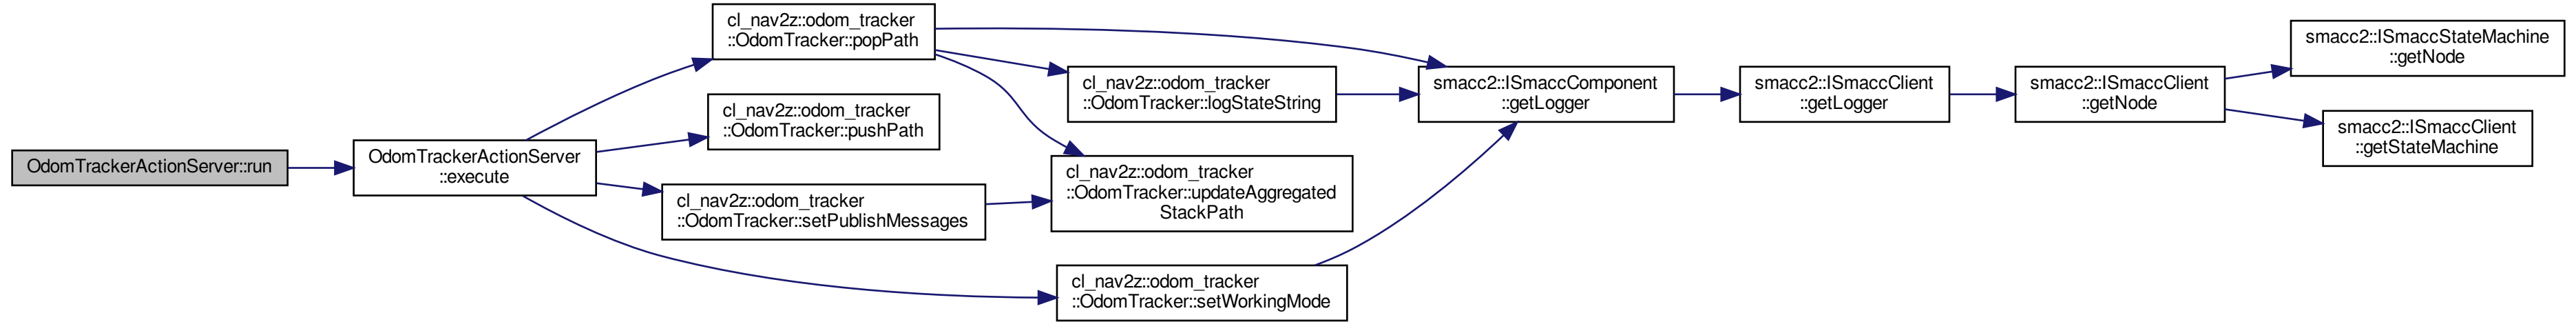 OdomTrackerActionServer::run
OdomTrackerActionServer
::execute
cl_nav2z::odom_tracker
::OdomTracker::popPath
cl_nav2z::odom_tracker
::OdomTracker::pushPath
cl_nav2z::odom_tracker
::OdomTracker::setPublishMessages
cl_nav2z::odom_tracker
::OdomTracker::logStateString
cl_nav2z::odom_tracker
::OdomTracker::updateAggregated
StackPath
cl_nav2z::odom_tracker
::OdomTracker::setWorkingMode
smacc2::ISmaccComponent
::getLogger
smacc2::ISmaccClient
::getLogger
smacc2::ISmaccClient
::getNode
smacc2::ISmaccStateMachine
::getNode
smacc2::ISmaccClient
::getStateMachine